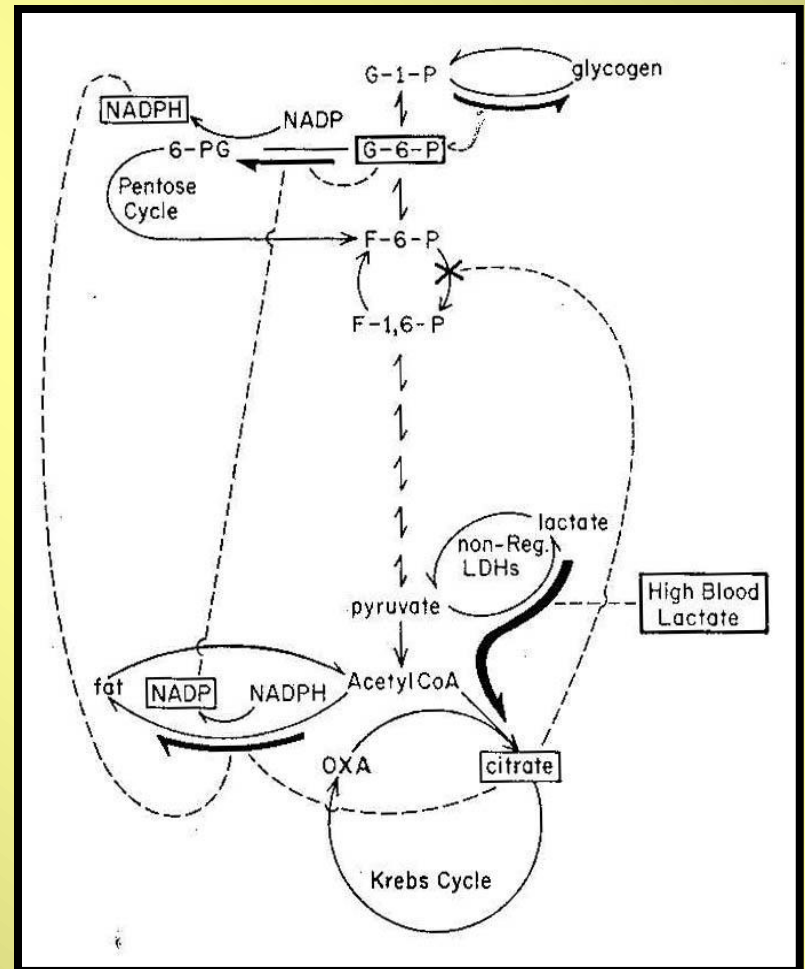 G-1-P
glycogen
NADPH
NADP
6-PG
G-6-P
Pentose
Cycle
F-6-P
F-1,6-P
lactate
non-Reg.
LDHs
pyruvate
High Blood
Lactate
fat
NADP
NADPH
Acetyl CoA
OXA
citrate
Krebs Cycle